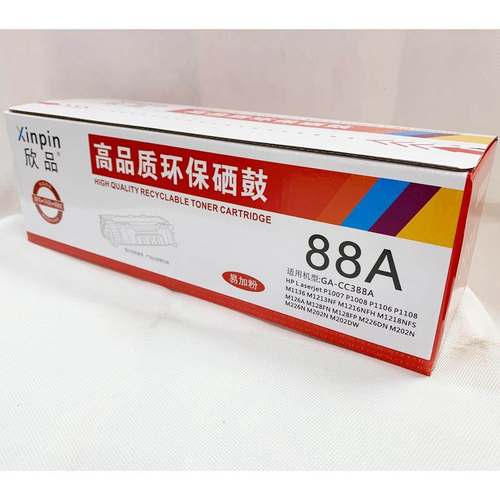 Xinpin
欣品®
高品质环保硒鼓
HIGH QUALITY RECYCLABLE TONER CARTRIDGE
88A
适用机型:GA-CC388A
HP Laserjet P1007 P1008 P1106 P1108
M1136 M1213NF M1216NFH M1218NFS
M126A M128FN M128FP M226DN M202N
M226N M202N M202DW
易加粉